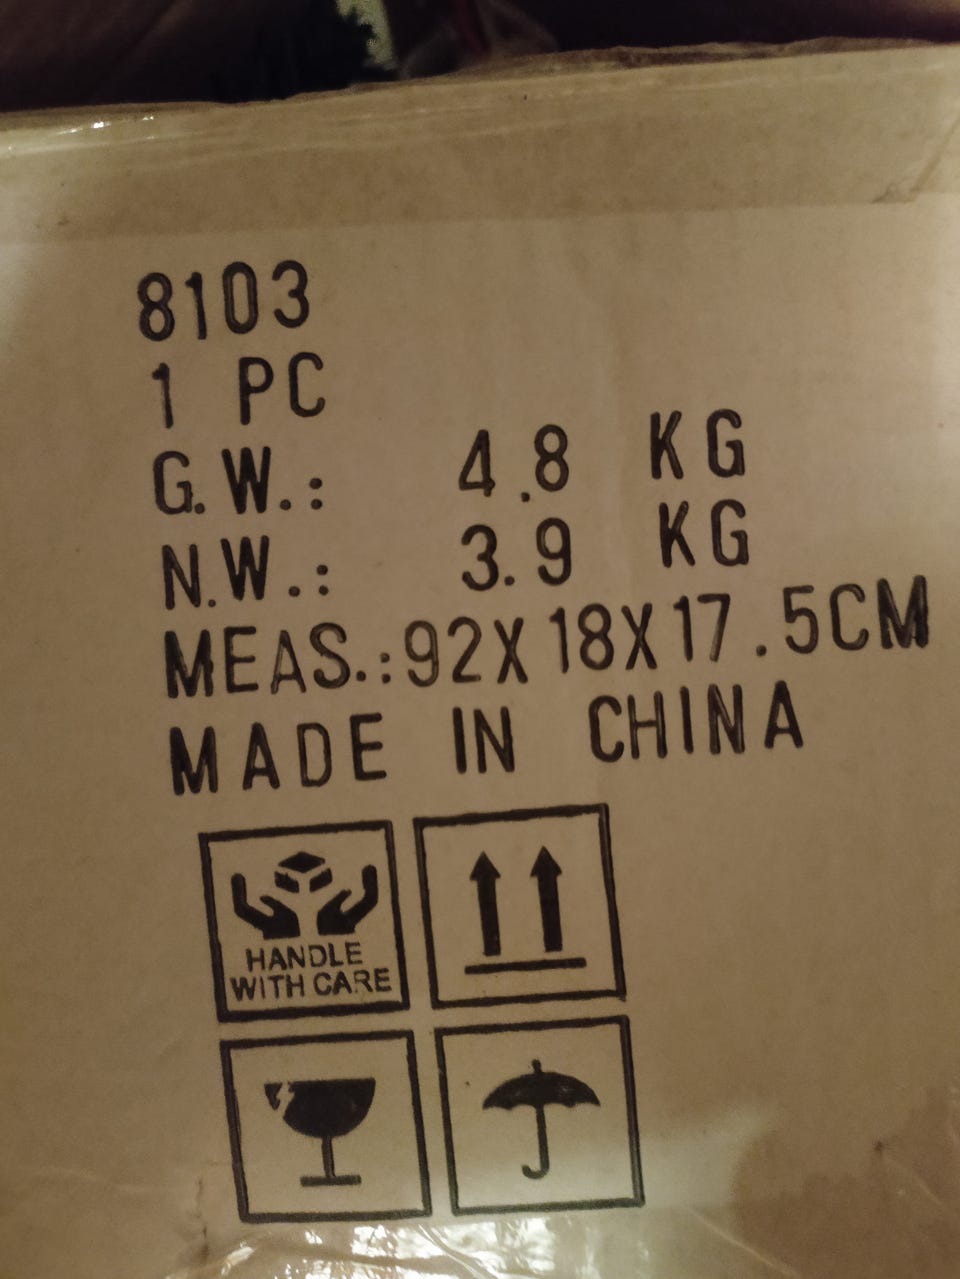 8103
1 PC
G.W.: 4.8 KG
N.W.: 3.9 KG
MEAS.:92X18X17.5CM
MADE IN CHINA
HANDLE
WITH CARE